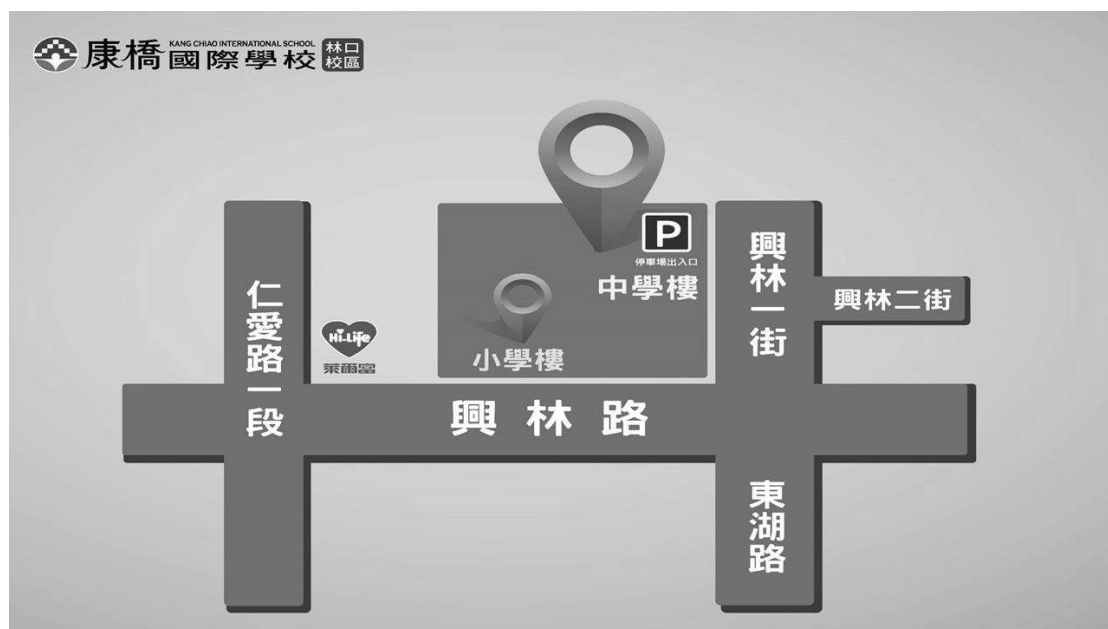 康橋國際學校
KANG CHIAO INTERNATIONAL SCHOOL
林口
校區
P
停車場出入口
中學樓
小學樓
仁愛路一段
Hi-Life
萊爾富
興林一街
興林二街
興林路
東湖路